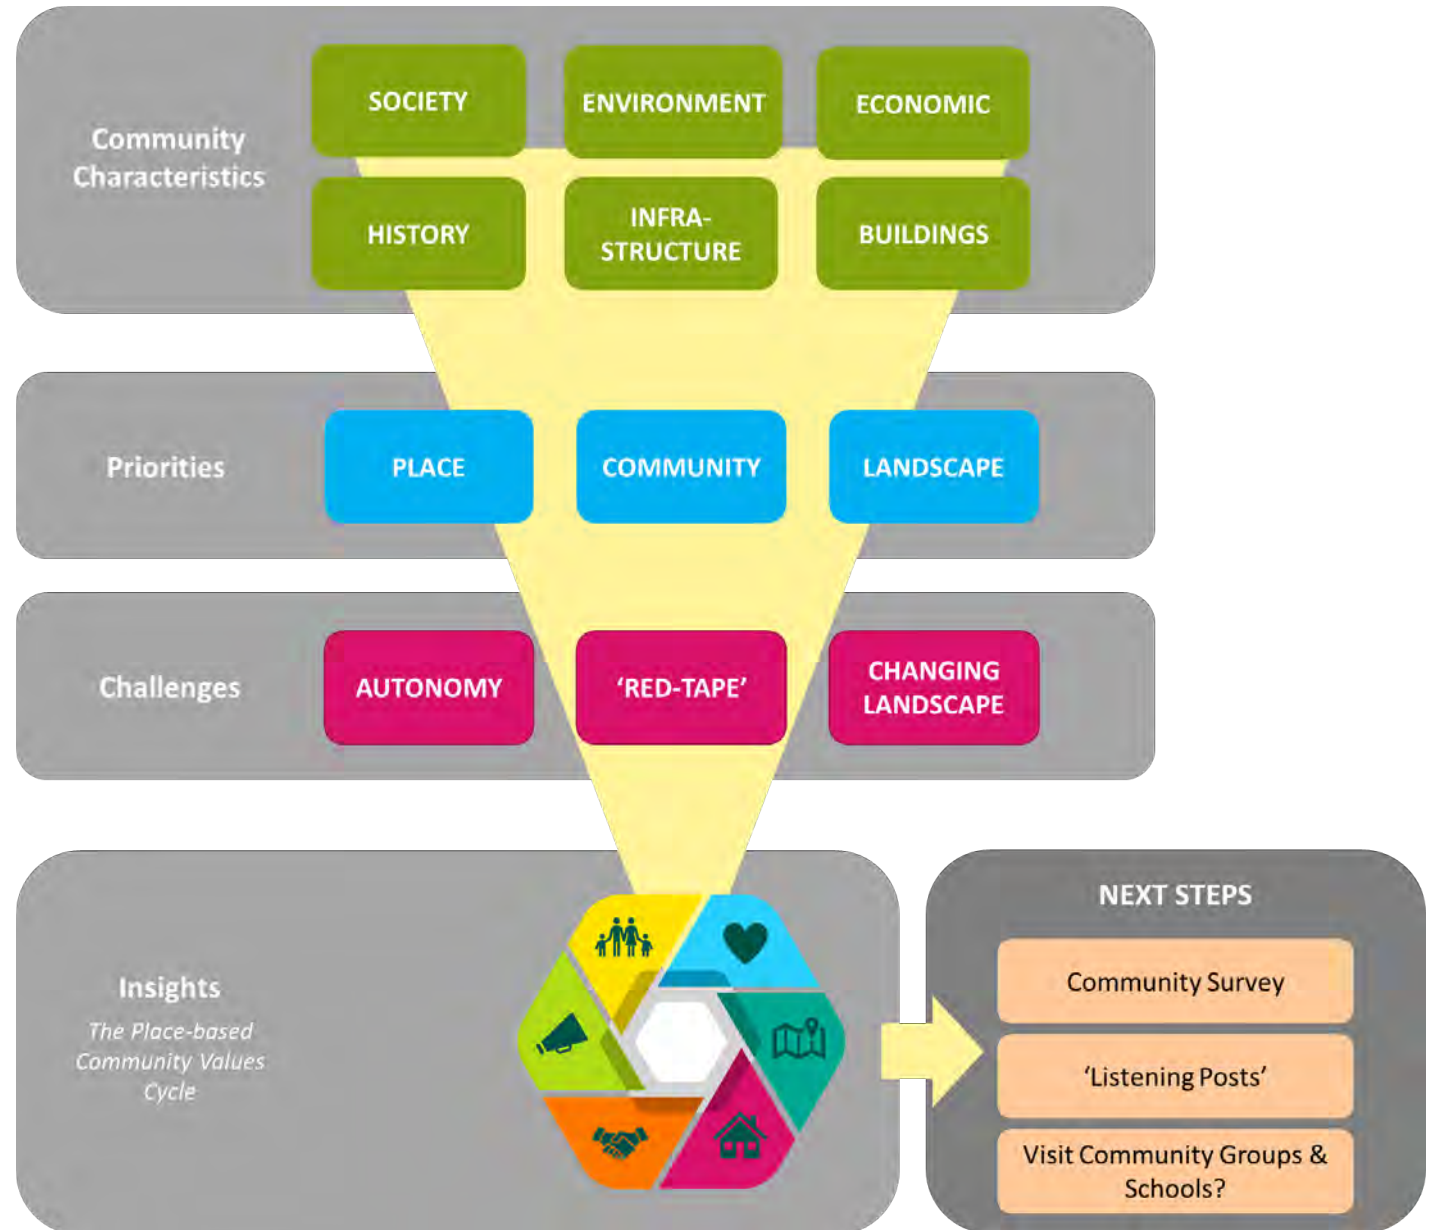 Community
Characteristics
SOCIETY
ENVIRONMENT
ECONOMIC
HISTORY
INFRA-
STRUCTURE
BUILDINGS
Priorities
PLACE
COMMUNITY
LANDSCAPE
Challenges
AUTONOMY
‘RED-TAPE’
CHANGING
LANDSCAPE
Insights
The Place-based
Community Values
Cycle
NEXT STEPS
Community Survey
‘Listening Posts’
Visit Community Groups &
Schools?